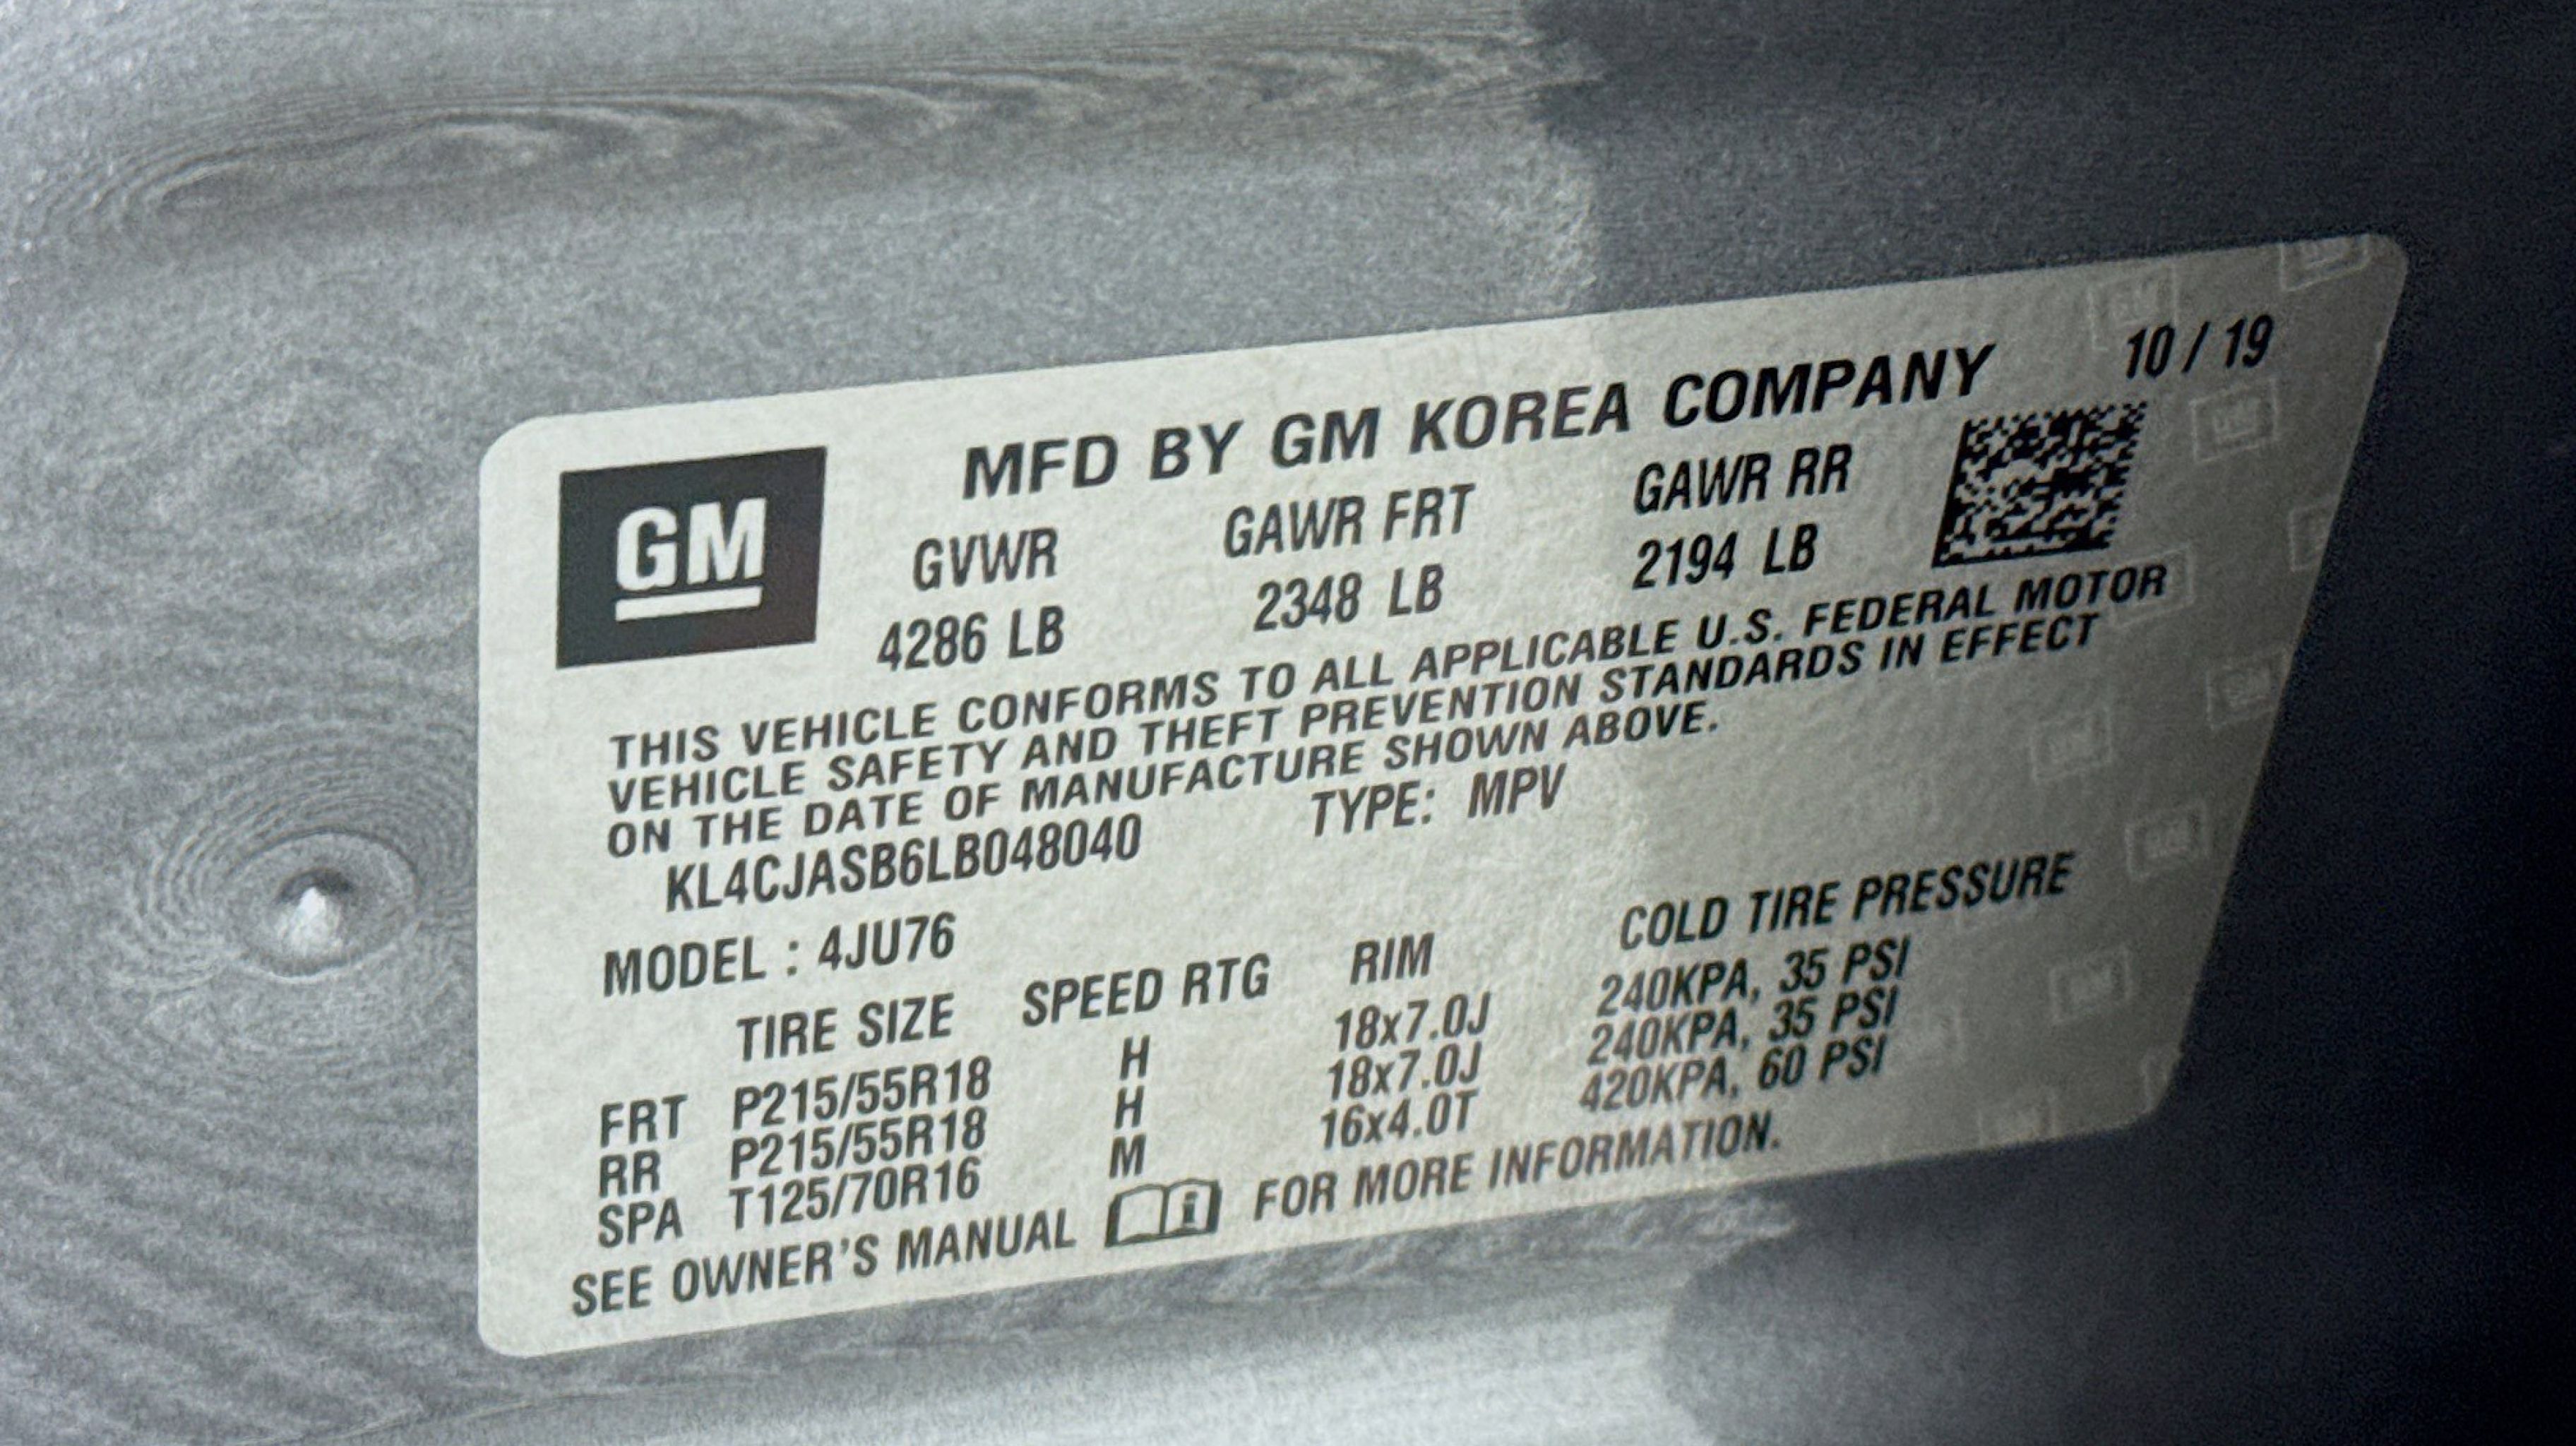 MFD BY GM KOREA COMPANY 10 / 19
GM
GVWR GAWR FRT GAWR RR
4286 LB 2348 LB 2194 LB
THIS VEHICLE CONFORMS TO ALL APPLICABLE U.S. FEDERAL MOTOR
VEHICLE SAFETY AND THEFT PREVENTION STANDARDS IN EFFECT
ON THE DATE OF MANUFACTURE SHOWN ABOVE.
KL4CJASB6LB048040 TYPE: MPV
MODEL : 4JU76
TIRE SIZE SPEED RTG RIM COLD TIRE PRESSURE
FRT P215/55R18 H 18x7.0J 240KPA, 35 PSI
RR P215/55R18 H 18x7.0J 240KPA, 35 PSI
SPA T125/70R16 M 16x4.0T 420KPA, 60 PSI
SEE OWNER'S MANUAL i FOR MORE INFORMATION.